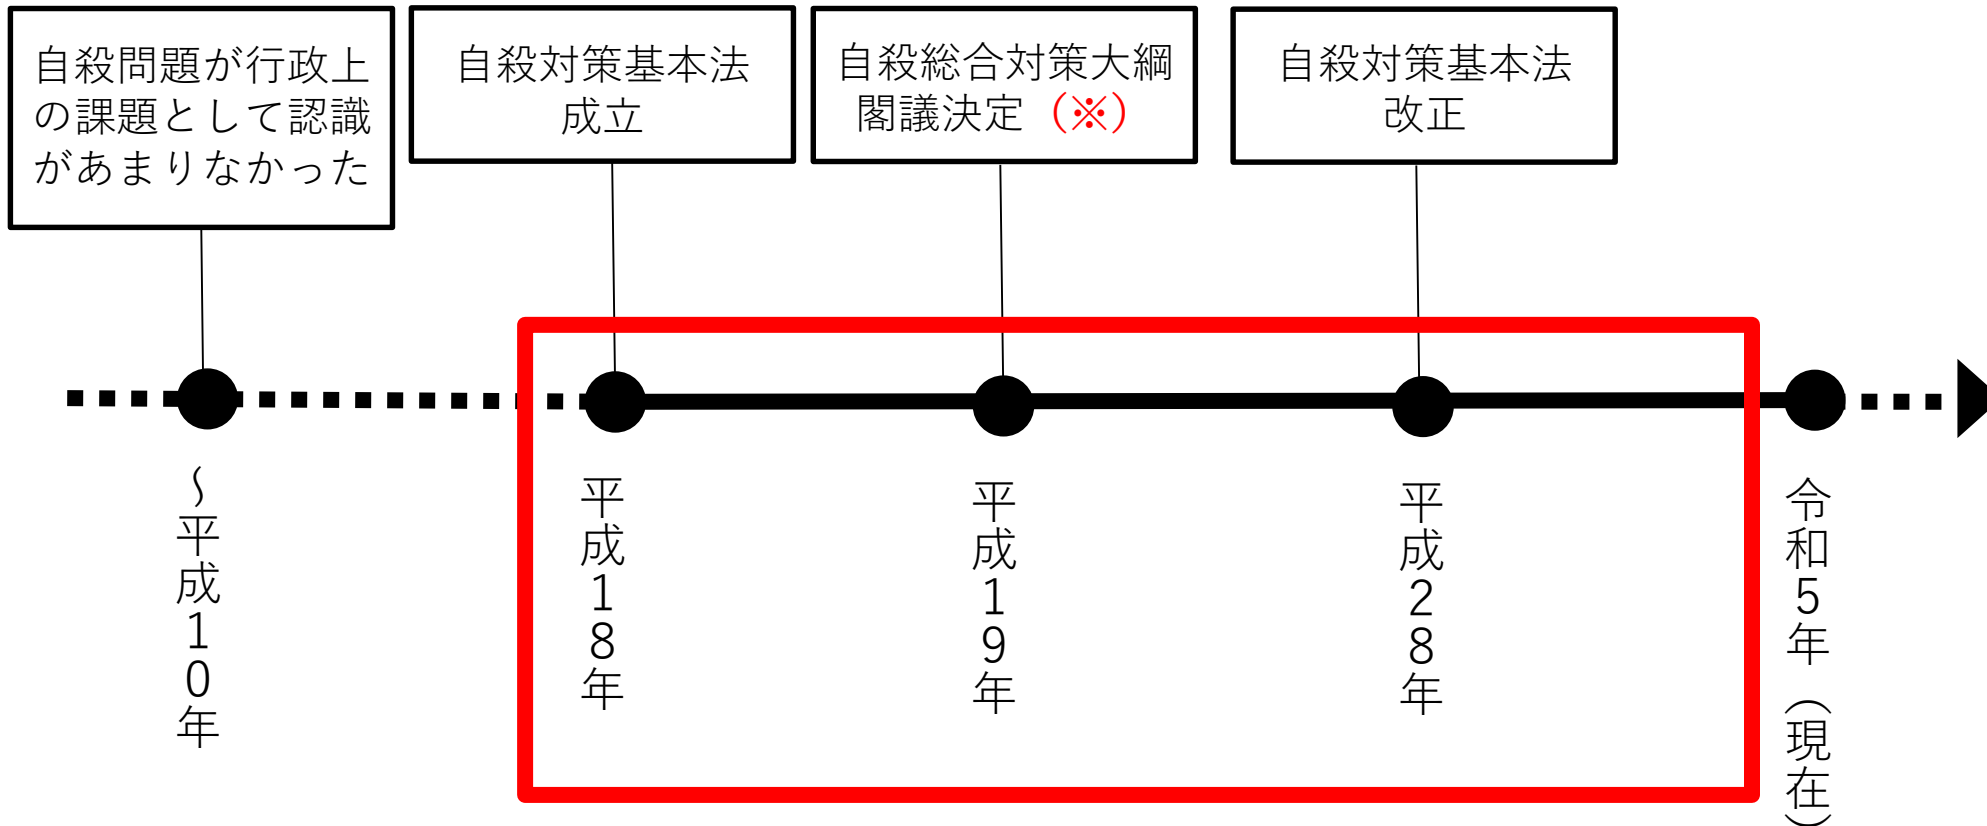 自殺問題が行政上
の課題として認識
があまりなかった
自殺対策基本法
成立
自殺総合対策大綱
閣議決定（※）
自殺対策基本法
改正
～平成10年
平成18年
平成19年
平成28年
令和5年（現在）